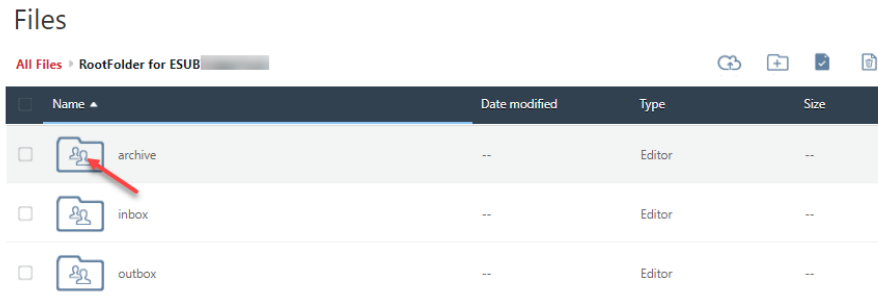 Files
All Files RootFolder for ESUB
Name Date modified Type Size
archive -- Editor --
inbox -- Editor --
outbox -- Editor --